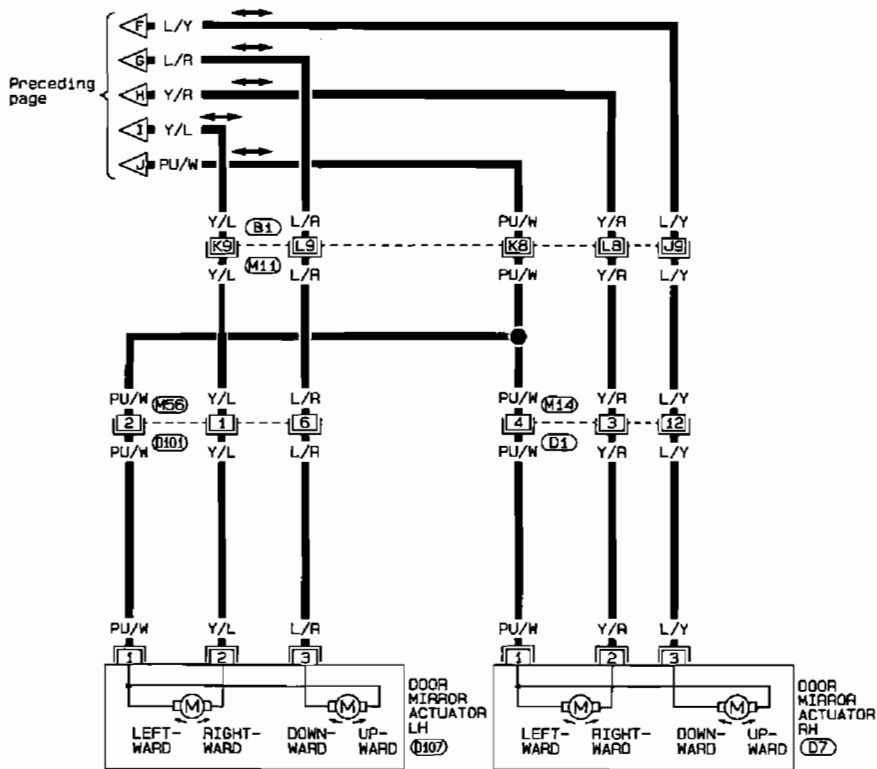 F L/Y
G L/R
Preceding
page
H Y/R
I Y/L
J PU/W
Y/L B1 L/R PU/W Y/R L/Y
K9 L9 K8 L8 J9
Y/L M11 L/R PU/W Y/R L/Y
PU/W M56 Y/L L/R PU/W M14 Y/R L/Y
2 1 6 4 3 12
PU/W D101 Y/L L/R PU/W D1 Y/R L/Y
PU/W Y/L L/R PU/W Y/R L/Y
1 2 3 1 2 3
M M M M
LEFT-
WARD
RIGHT-
WARD
DOWN-
WARD
UP-
WARD
DOOR
MIRROR
ACTUATOR
LH
D107
LEFT-
WARD
RIGHT-
WARD
DOWN-
WARD
UP-
WARD
DOOR
MIRROR
ACTUATOR
RH
D7